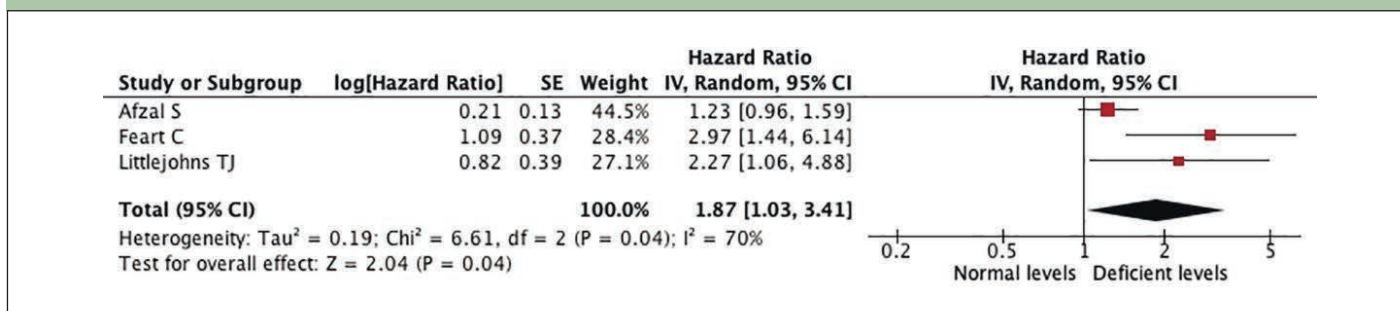 Hazard Ratio Hazard Ratio
Study or Subgroup log[Hazard Ratio] SE Weight IV, Random, 95% CI IV, Random, 95% CI
Afzal S 0.21 0.13 44.5% 1.23 [0.96, 1.59]
Feart C 1.09 0.37 28.4% 2.97 [1.44, 6.14]
Littlejohns TJ 0.82 0.39 27.1% 2.27 [1.06, 4.88]
Total (95% CI) 100.0% 1.87 [1.03, 3.41]
Heterogeneity: Tau² = 0.19; Chi² = 6.61, df = 2 (P = 0.04); I² = 70%
Test for overall effect: Z = 2.04 (P = 0.04)
0.2 0.5 1 2 5
Normal levels Deficient levels